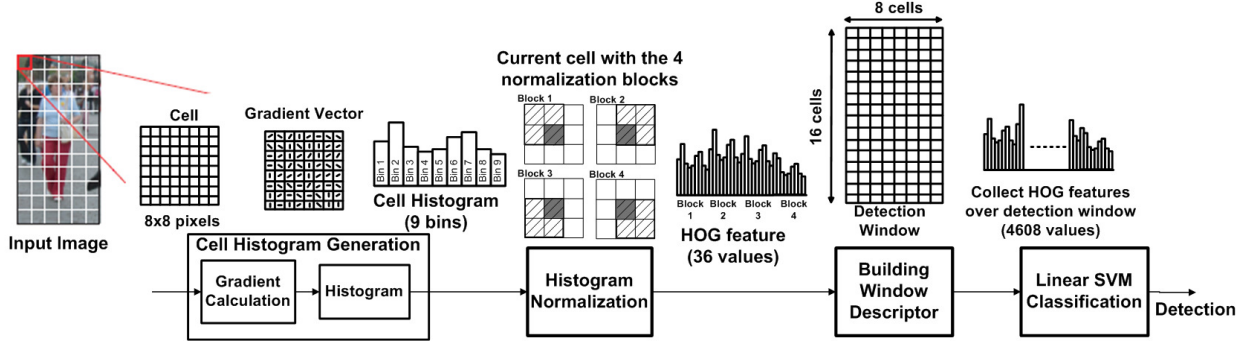 Input Image
Cell
8x8 pixels
Gradient Vector
Bin 1
Bin 2
Bin 3
Bin 4
Bin 5
Bin 6
Bin 7
Bin 8
Bin 9
Cell Histogram
(9 bins)
Current cell with the 4
normalization blocks
Block 1
Block 2
Block 3
Block 4
Block Block Block Block
1 2 3 4
HOG feature
(36 values)
8 cells
16 cells
Detection
Window
Collect HOG features
over detection window
(4608 values)
Cell Histogram Generation
Gradient
Calculation
Histogram
Histogram
Normalization
Building
Window
Descriptor
Linear SVM
Classification
Detection